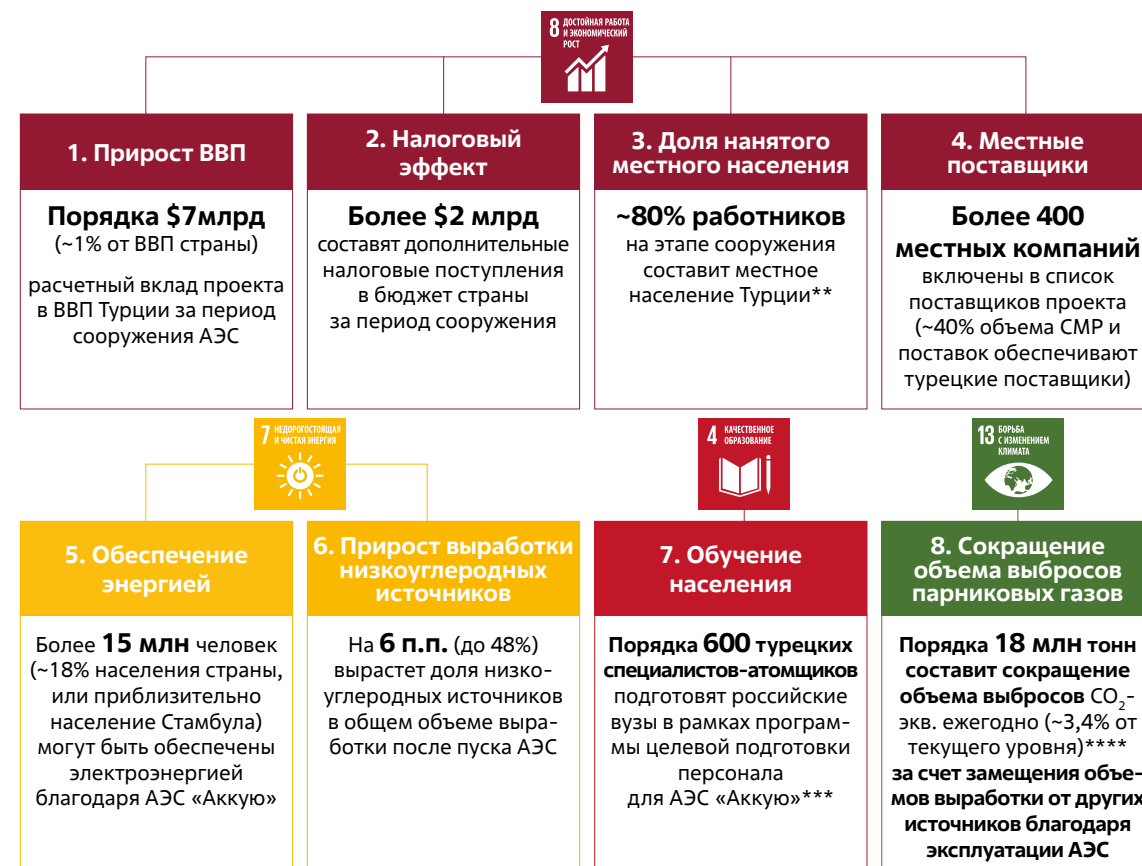 8 ДОСТОЙНАЯ РАБОТА
И ЭКОНОМИЧЕСКИЙ
РОСТ
1. Прирост ВВП
Порядка $7млрд
(~1% от ВВП страны)
расчетный вклад проекта
в ВВП Турции за период
сооружения АЭС
2. Налоговый
эффект
Более $2 млрд
составят дополнительные
налоговые поступления
в бюджет страны
за период сооружения
3. Доля нанятого
местного населения
~80% работников
на этапе сооружения
составит местное
население Турции**
4. Местные
поставщики
Более 400
местных компаний
включены в список
поставщиков проекта
(~40% объема СМР и
поставок обеспечивают
турецкие поставщики)
7 НЕДОРОГОСТОЯЩАЯ
И ЧИСТАЯ ЭНЕРГИЯ
5. Обеспечение
энергией
Более 15 млн человек
(~18% населения страны,
или приблизительно
население Стамбула)
могут быть обеспечены
электроэнергией
благодаря АЭС «Аккую»
6. Прирост выработки
низкоуглеродных
источников
На 6 п.п. (до 48%)
вырастет доля низко-
углеродных источников
в общем объеме выра-
ботки после пуска АЭС
4 КАЧЕСТВЕННОЕ
ОБРАЗОВАНИЕ
7. Обучение
населения
Порядка 600 турецких
специалистов-атомщиков
подготовят российские
вузы в рамках програм-
мы целевой подготовки
персонала
для АЭС «Аккую»***
13 БОРЬБА
С ИЗМЕНЕНИЕМ
КЛИМАТА
8. Сокращение
объема выбросов
парниковых газов
Порядка 18 млн тонн
составит сокращение
объема выбросов CO₂-
экв. ежегодно (~3,4% от
текущего уровня)****
за счет замещения объе-
мов выработки от других
источников благодаря
эксплуатации АЭС